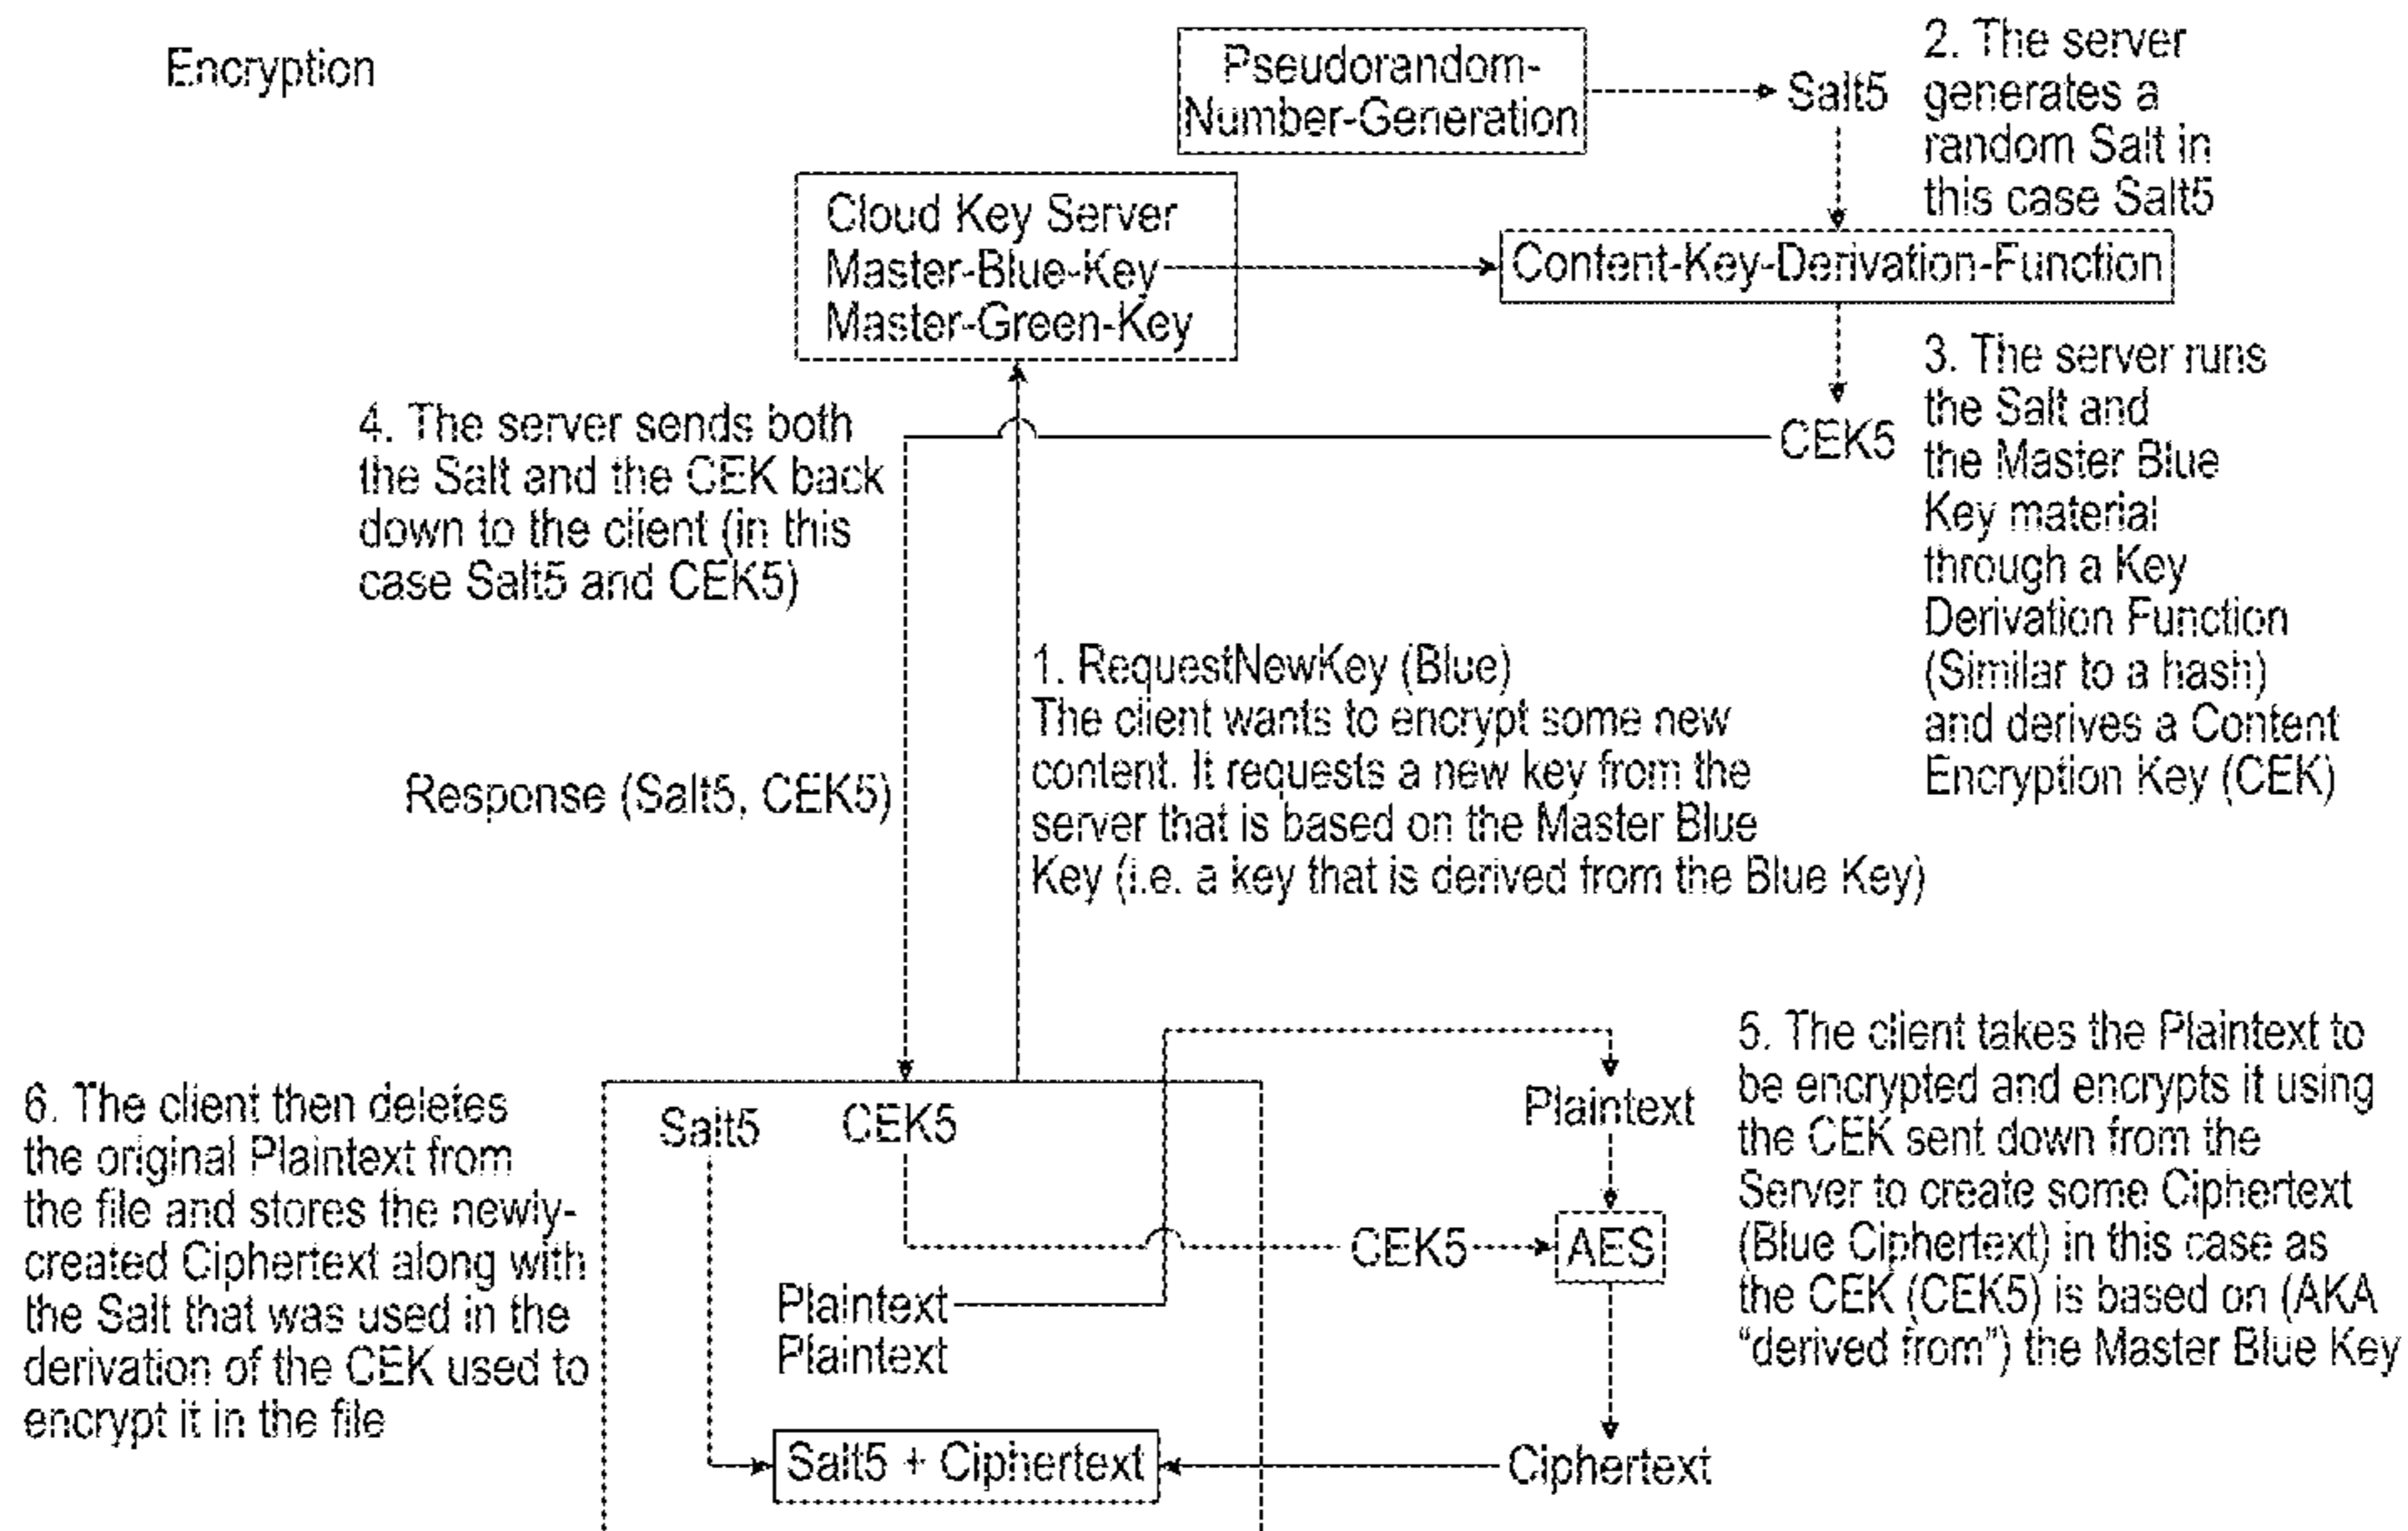 Encryption
Pseudorandom-
Number-Generation
Salt5
2. The server
generates a
random Salt in
this case Salt5
Cloud Key Server
Master-Blue-Key
Master-Green-Key
Content-Key-Derivation-Function
3. The server runs
the Salt and
the Master Blue
Key material
through a Key
Derivation Function
(Similar to a hash)
and derives a Content
Encryption Key (CEK)
CEK5
4. The server sends both
the Salt and the CEK back
down to the client (in this
case Salt5 and CEK5)
1. RequestNewKey (Blue)
The client wants to encrypt some new
content. It requests a new key from the
server that is based on the Master Blue
Key (i.e. a key that is derived from the Blue Key)
Response (Salt5, CEK5)
5. The client takes the Plaintext to
be encrypted and encrypts it using
the CEK sent down from the
Server to create some Ciphertext
(Blue Ciphertext) in this case as
the CEK (CEK5) is based on (AKA
"derived from") the Master Blue Key
6. The client then deletes
the original Plaintext from
the file and stores the newly-
created Ciphertext along with
the Salt that was used in the
derivation of the CEK used to
encrypt it in the file
Salt5
CEK5
Plaintext
CEK5
AES
Plaintext
Plaintext
Salt5 + Ciphertext
Ciphertext